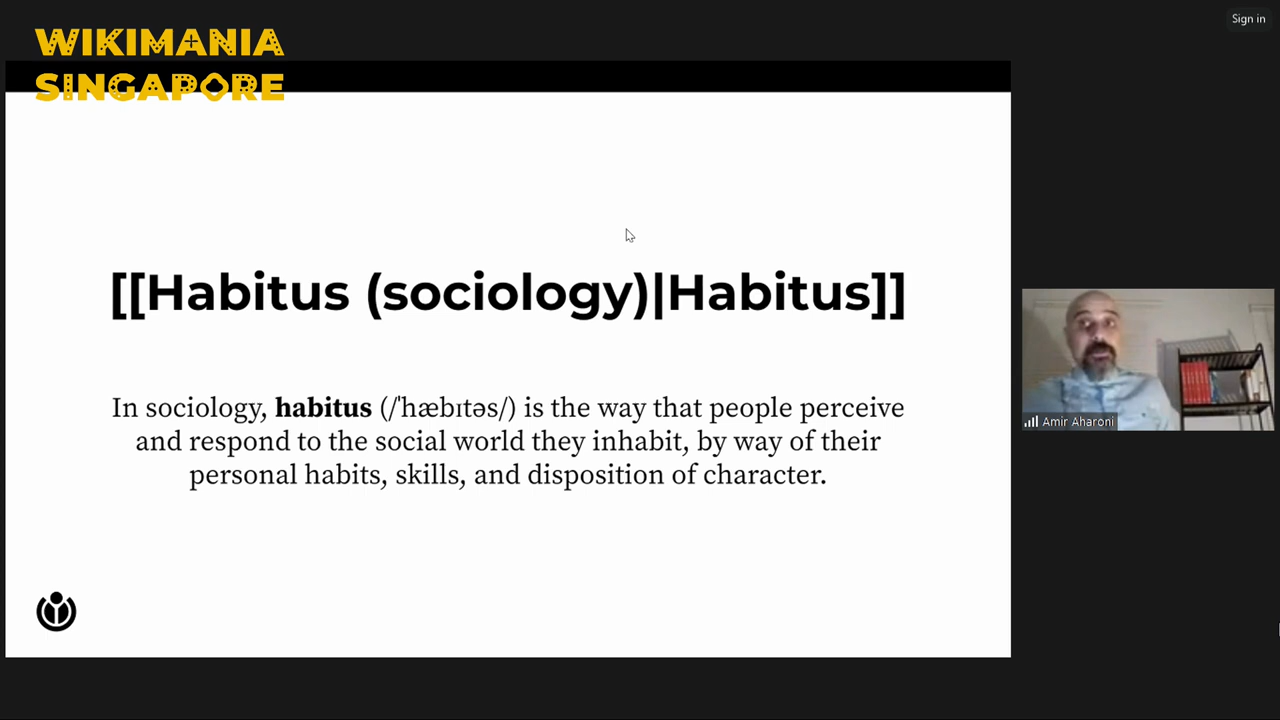 Sign in
WIKIMANIA
SINGAPORE
[[Habitus (sociology)|Habitus]]
In sociology, habitus (/ˈhæbɪtəs/) is the way that people perceive
and respond to the social world they inhabit, by way of their
personal habits, skills, and disposition of character.
Amir Aharoni